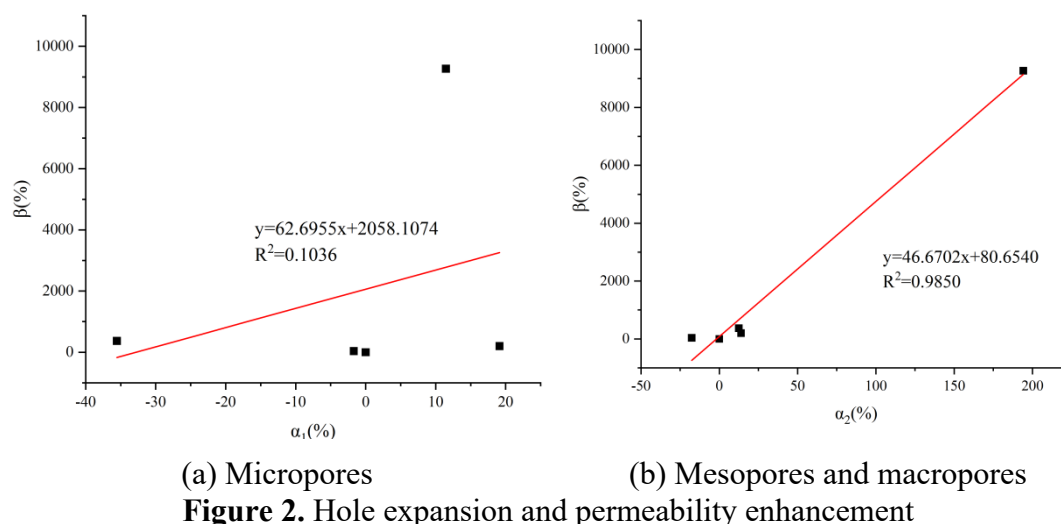 10000
8000
6000
4000
2000
0
β(%)
y=62.6955x+2058.1074
R²=0.1036
-40 -30 -20 -10 0 10 20
α₁(%)
10000
8000
6000
4000
2000
0
β(%)
y=46.6702x+80.6540
R²=0.9850
-50 0 50 100 150 200
α₂(%)
(a) Micropores (b) Mesopores and macropores
Figure 2. Hole expansion and permeability enhancement